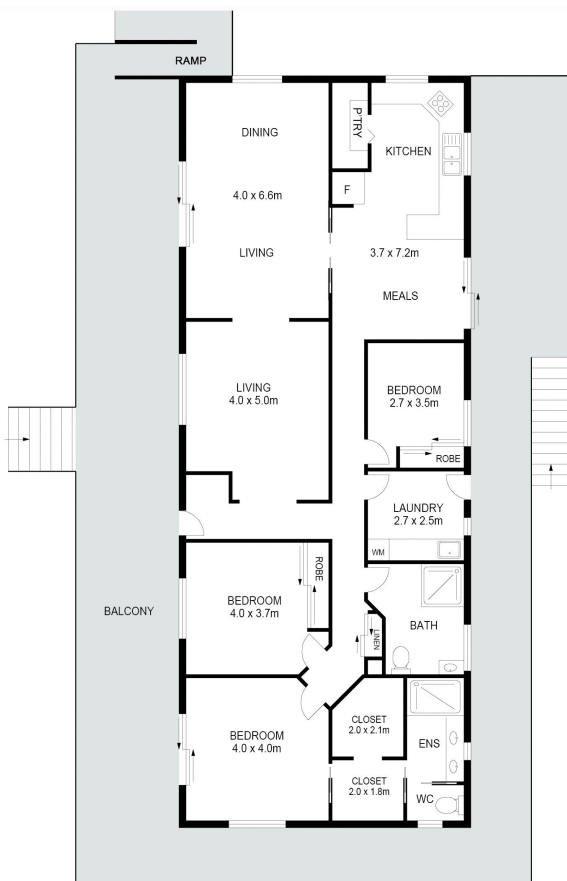 RAMP
DINING
P'TRY
KITCHEN
4.0 x 6.6m
F
LIVING
3.7 x 7.2m
MEALS
LIVING
4.0 x 5.0m
BEDROOM
2.7 x 3.5m
ROBE
LAUNDRY
2.7 x 2.5m
WM
ROBE
BEDROOM
4.0 x 3.7m
BALCONY
BATH
LINEN
BEDROOM
4.0 x 4.0m
CLOSET
2.0 x 2.1m
ENS
CLOSET
2.0 x 1.8m
WC